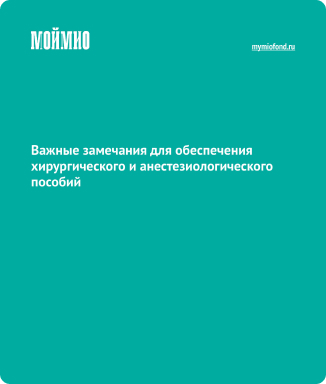 МОЙМИО
mymiofond.ru
Важные замечания для обеспечения
хирургического и анестезиологического
пособий